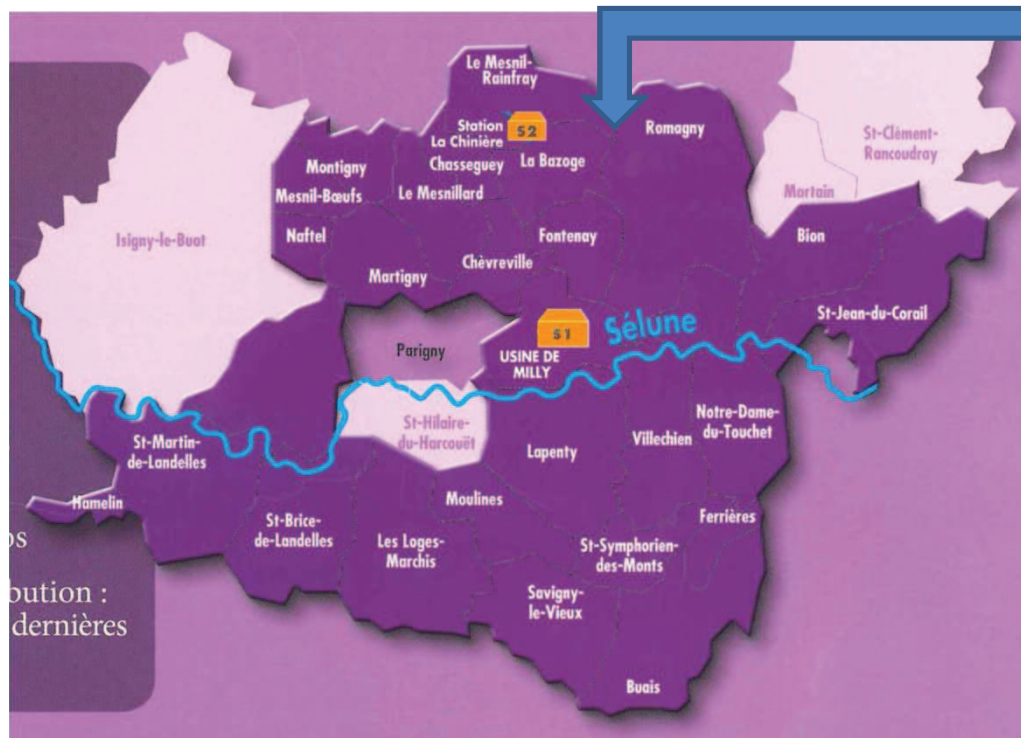 Le Mesnil-
Rainfray
Station
La Chinière
S2
Romagny
St-Clément-
Rancoudray
Montigny
Chasseguey
La Bazoge
Mesnil-Bœufs
Le Mesnillard
Mortain
Isigny-le-Buat
Naftel
Fontenay
Bion
Martigny
Chèvreville
St-Jean-du-Corail
Parigny
S1
Sélune
USINE DE
MILLY
St-Hilaire-
du-Harcouët
Notre-Dame-
du-Touchet
St-Martin-
de-Landelles
Lapenty
Villechien
Hamelin
Moulines
Ferrières
St-Brice-
de-Landelles
Les Loges-
Marchis
St-Symphorien-
des-Monts
Savigny-
le-Vieux
Buais
bution :
dernières